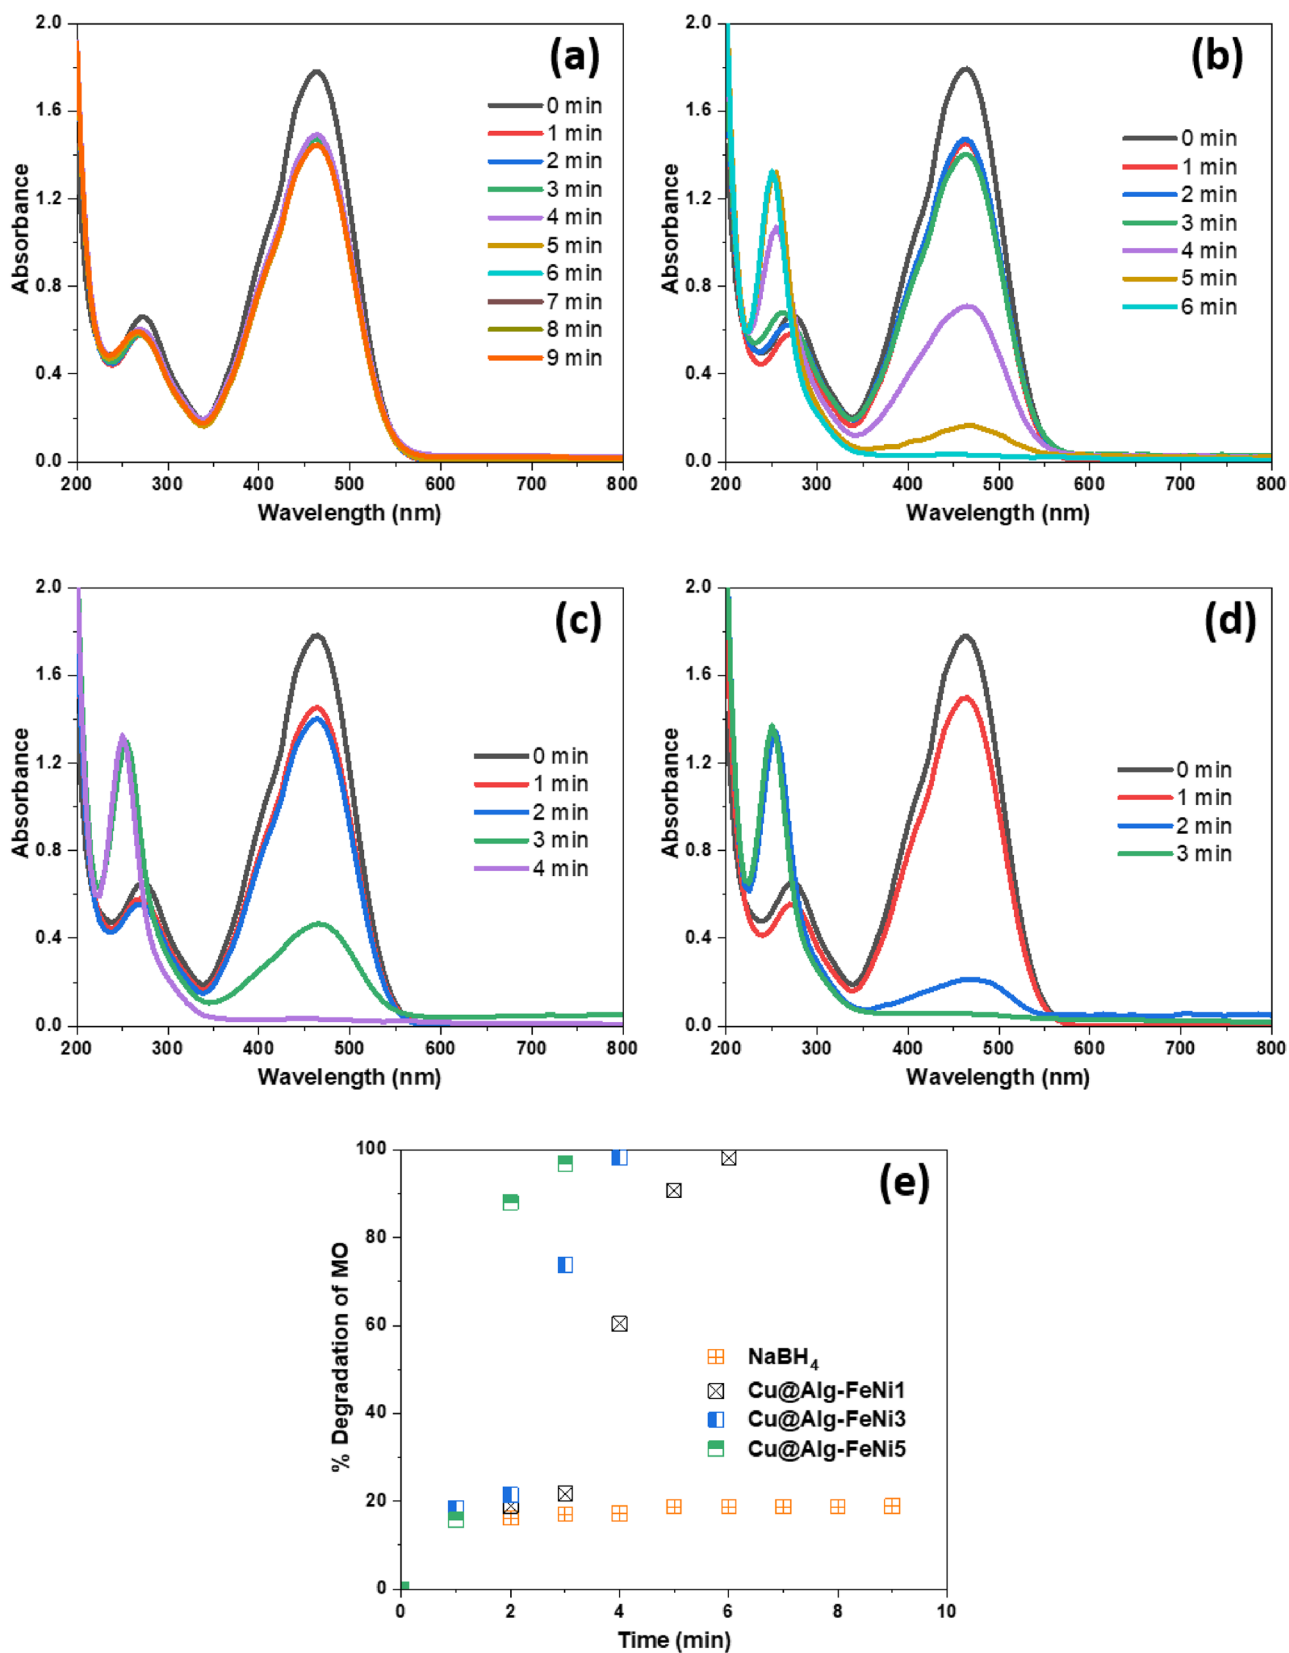 (a)
2.0
1.6
1.2
0.8
0.4
0.0
Absorbance
200 300 400 500 600 700 800
Wavelength (nm)
0 min
1 min
2 min
3 min
4 min
5 min
6 min
7 min
8 min
9 min
(b)
2.0
1.6
1.2
0.8
0.4
0.0
Absorbance
200 300 400 500 600 700 800
Wavelength (nm)
0 min
1 min
2 min
3 min
4 min
5 min
6 min
(c)
2.0
1.6
1.2
0.8
0.4
0.0
Absorbance
200 300 400 500 600 700 800
Wavelength (nm)
0 min
1 min
2 min
3 min
4 min
(d)
2.0
1.6
1.2
0.8
0.4
0.0
Absorbance
200 300 400 500 600 700 800
Wavelength (nm)
0 min
1 min
2 min
3 min
(e)
100
80
60
40
20
0
% Degradation of MO
0 2 4 6 8 10
Time (min)
NaBH₄
Cu@Alg-FeNi1
Cu@Alg-FeNi3
Cu@Alg-FeNi5